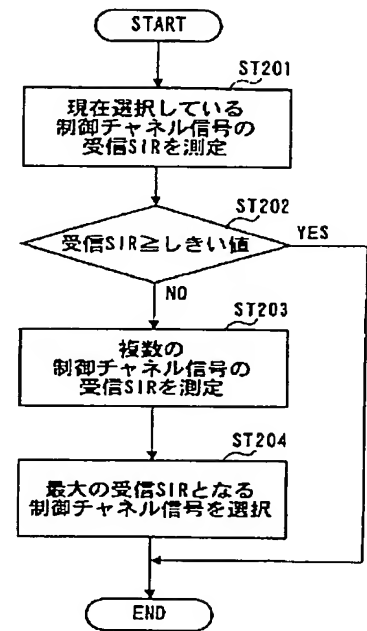 START
ST201
現在選択している
制御チャネル信号の
受信SIRを測定
ST202
受信SIR≧しきい値
YES
NO
ST203
複数の
制御チャネル信号の
受信SIRを測定
ST204
最大の受信SIRとなる
制御チャネル信号を選択
END